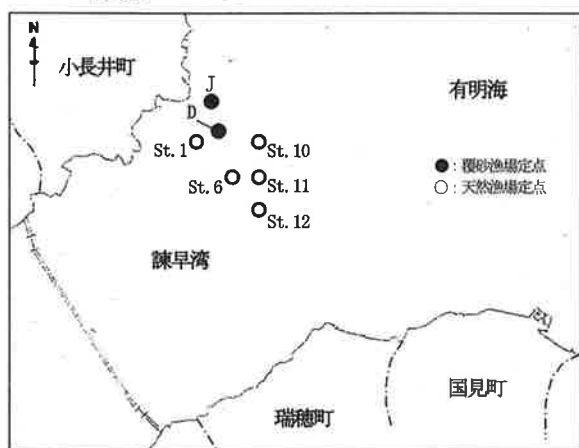 N
小長井町
有明海
J
D
St. 1
St. 10
St. 6
St. 11
St. 12
●:覆砂漁場定点
○:天然漁場定点
諫早湾
国見町
瑞穂町